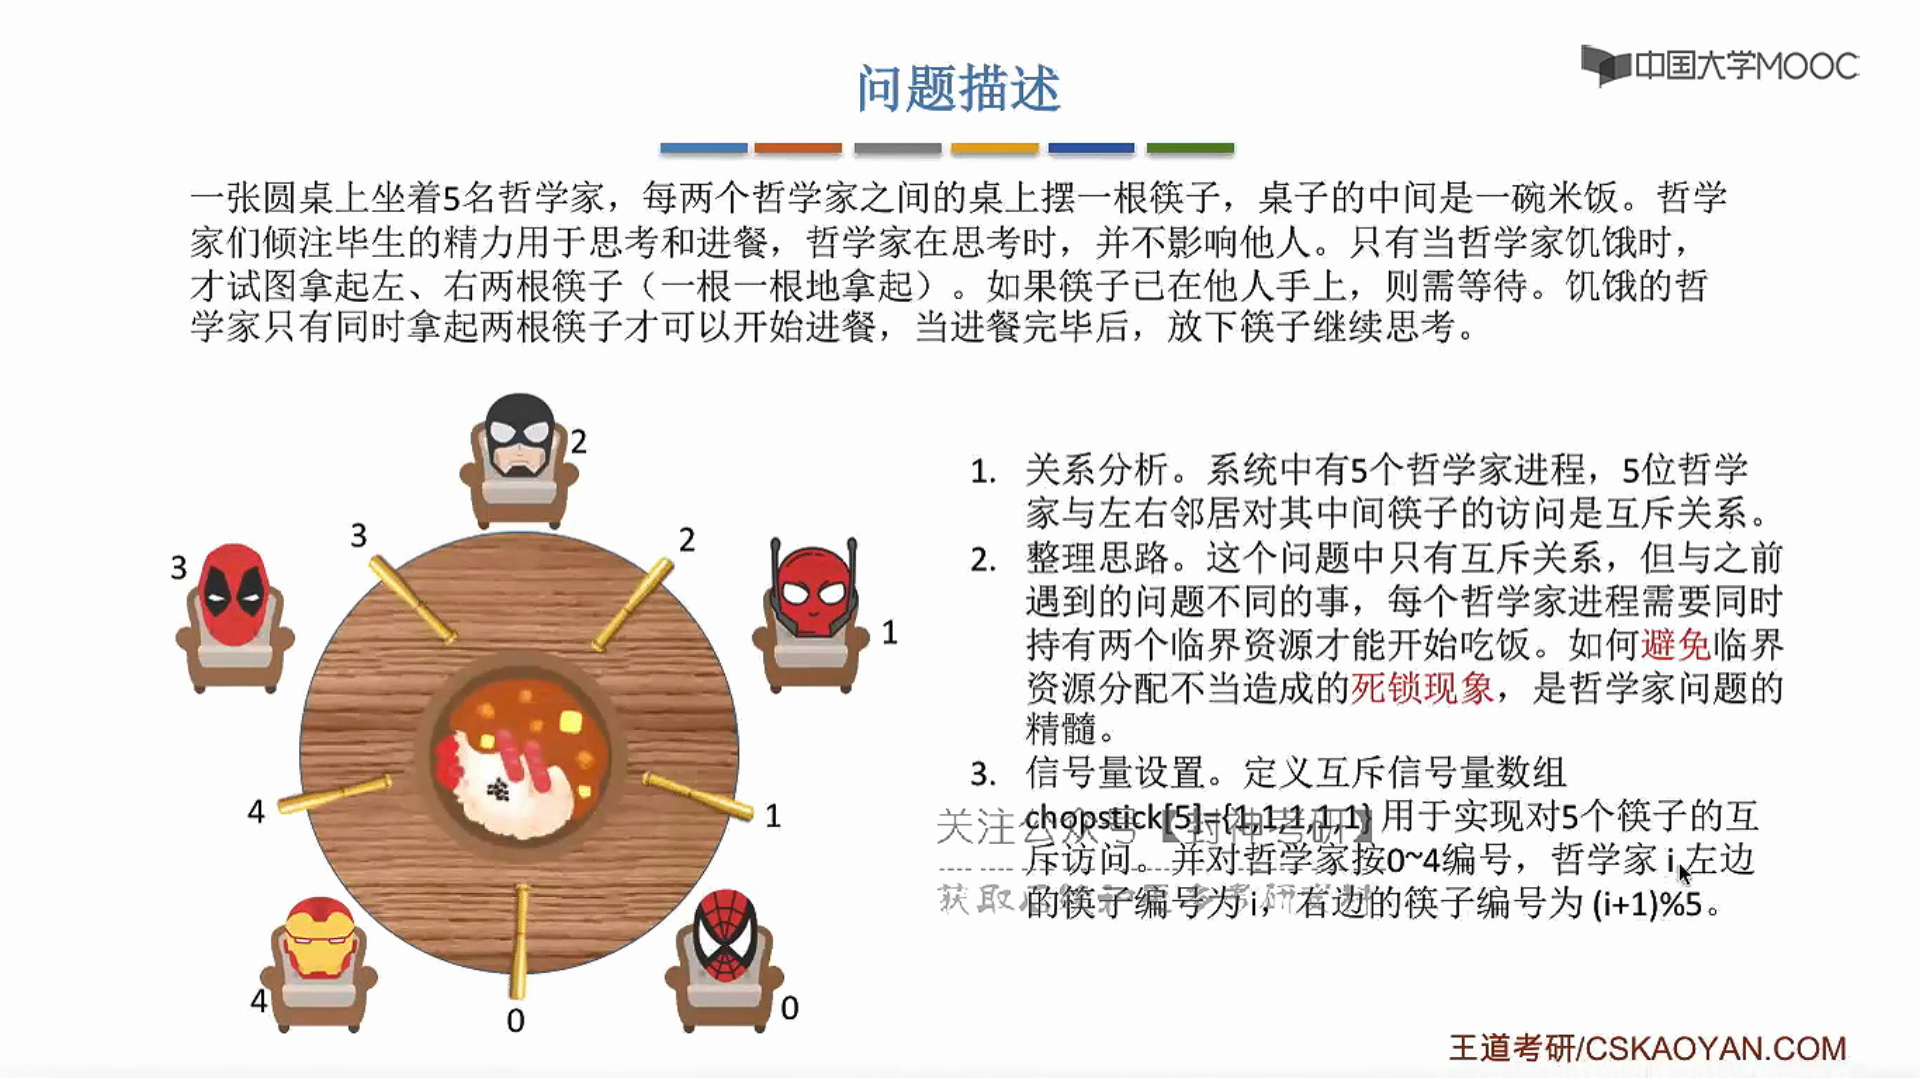 中国大学MOOC
问题描述
一张圆桌上坐着5名哲学家，每两个哲学家之间的桌上摆一根筷子，桌子的中间是一碗米饭。哲学
家们倾注毕生的精力用于思考和进餐，哲学家在思考时，并不影响他人。只有当哲学家饥饿时，
才试图拿起左、右两根筷子（一根一根地拿起）。如果筷子已在他人手上，则需等待。饥饿的哲
学家只有同时拿起两根筷子才可以开始进餐，当进餐完毕后，放下筷子继续思考。
2
3
2
3
1
4
1
4
0
0
1. 关系分析。系统中有5个哲学家进程，5位哲学
家与左右邻居对其中间筷子的访问是互斥关系。
2. 整理思路。这个问题中只有互斥关系，但与之前
遇到的问题不同的事，每个哲学家进程需要同时
持有两个临界资源才能开始吃饭。如何避免临界
资源分配不当造成的死锁现象，是哲学家问题的
精髓。
3. 信号量设置。定义互斥信号量数组
chopstick[5]={1,1,1,1,1} 用于实现对5个筷子的互
斥访问。并对哲学家按0~4编号，哲学家 i 左边
的筷子编号为 i，右边的筷子编号为 (i+1)%5。
关注公众号【封神考研】
王道考研/CSKAOYAN.COM